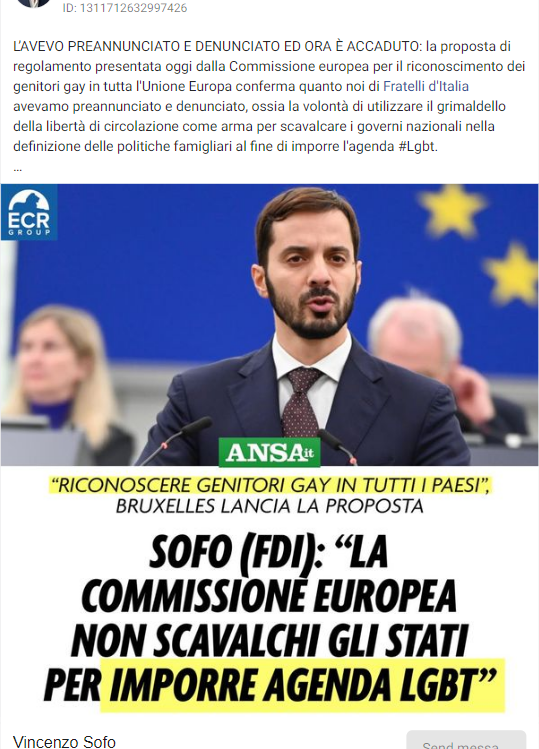 ID: 1311712632997426
L'AVEVO PREANNUNCIATO E DENUNCIATO ED ORA È ACCADUTO: la proposta di
regolamento presentata oggi dalla Commissione europea per il riconoscimento dei
genitori gay in tutta l'Unione Europa conferma quanto noi di Fratelli d'Italia
avevamo preannunciato e denunciato, ossia la volontà di utilizzare il grimaldello
della libertà di circolazione come arma per scavalcare i governi nazionali nella
definizione delle politiche famigliari al fine di imporre l'agenda #Lgbt.
...
ECR
GROUP
ANSA it
“RICONOSCERE GENITORI GAY IN TUTTI I PAESI”,
BRUXELLES LANCIA LA PROPOSTA
SOFO (FDI): “LA
COMMISSIONE EUROPEA
NON SCAVALCHI GLI STATI
PER IMPORRE AGENDA LGBT”
Vincenzo Sofo
Send messa